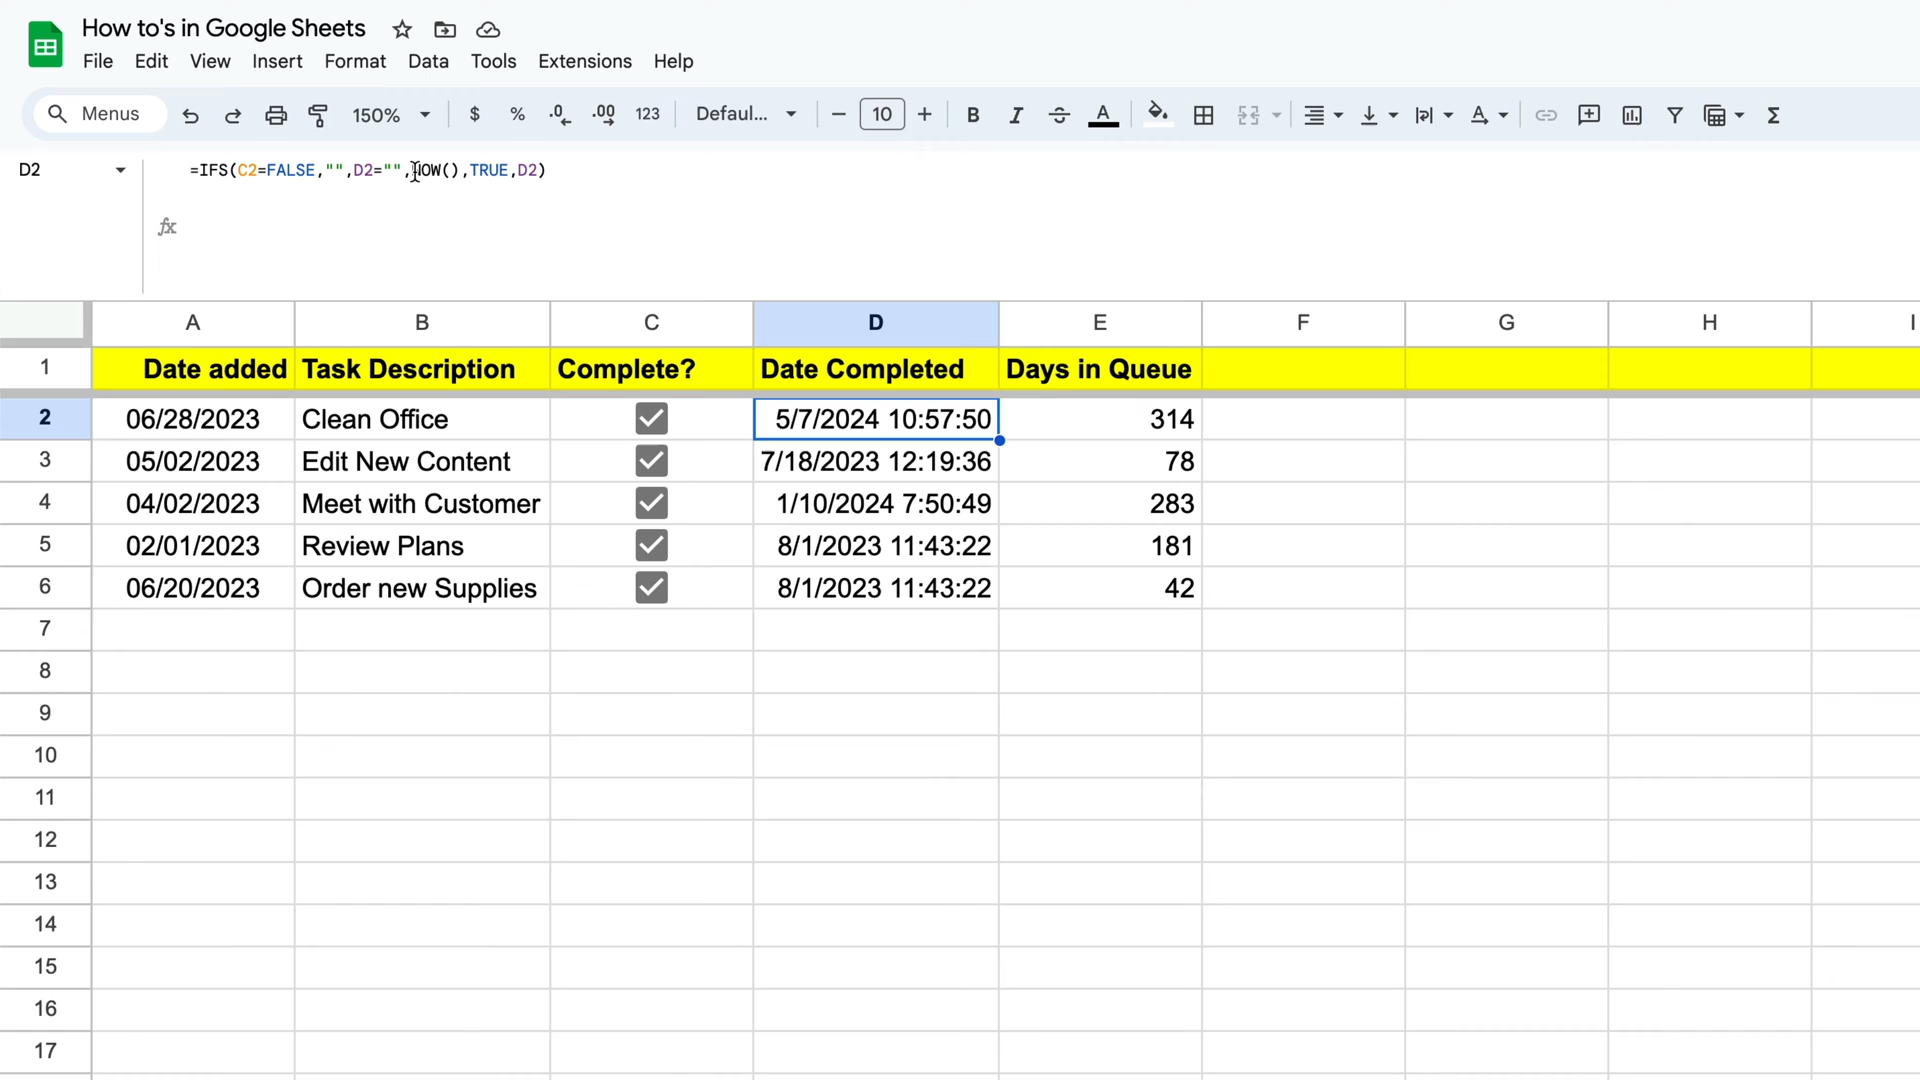 How to's in Google Sheets
File Edit View Insert Format Data Tools Extensions Help
Menus 150% $ % .0 .00 123 Defaul... − 10 + B I S A A Σ
D2 =IFS(C2=FALSE,"",D2="",NOW(),TRUE,D2)
fx
A B C D E F G H I
1 Date added Task Description Complete? Date Completed Days in Queue
2 06/28/2023 Clean Office 5/7/2024 10:57:50 314
3 05/02/2023 Edit New Content 7/18/2023 12:19:36 78
4 04/02/2023 Meet with Customer 1/10/2024 7:50:49 283
5 02/01/2023 Review Plans 8/1/2023 11:43:22 181
6 06/20/2023 Order new Supplies 8/1/2023 11:43:22 42
7
8
9
10
11
12
13
14
15
16
17